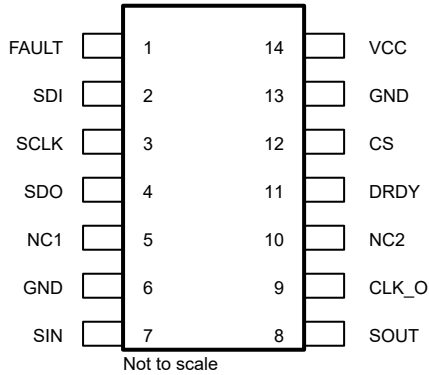 FAULT 1 14 VCC
SDI 2 13 GND
SCLK 3 12 CS
SDO 4 11 DRDY
NC1 5 10 NC2
GND 6 9 CLK_O
SIN 7 8 SOUT
Not to scale